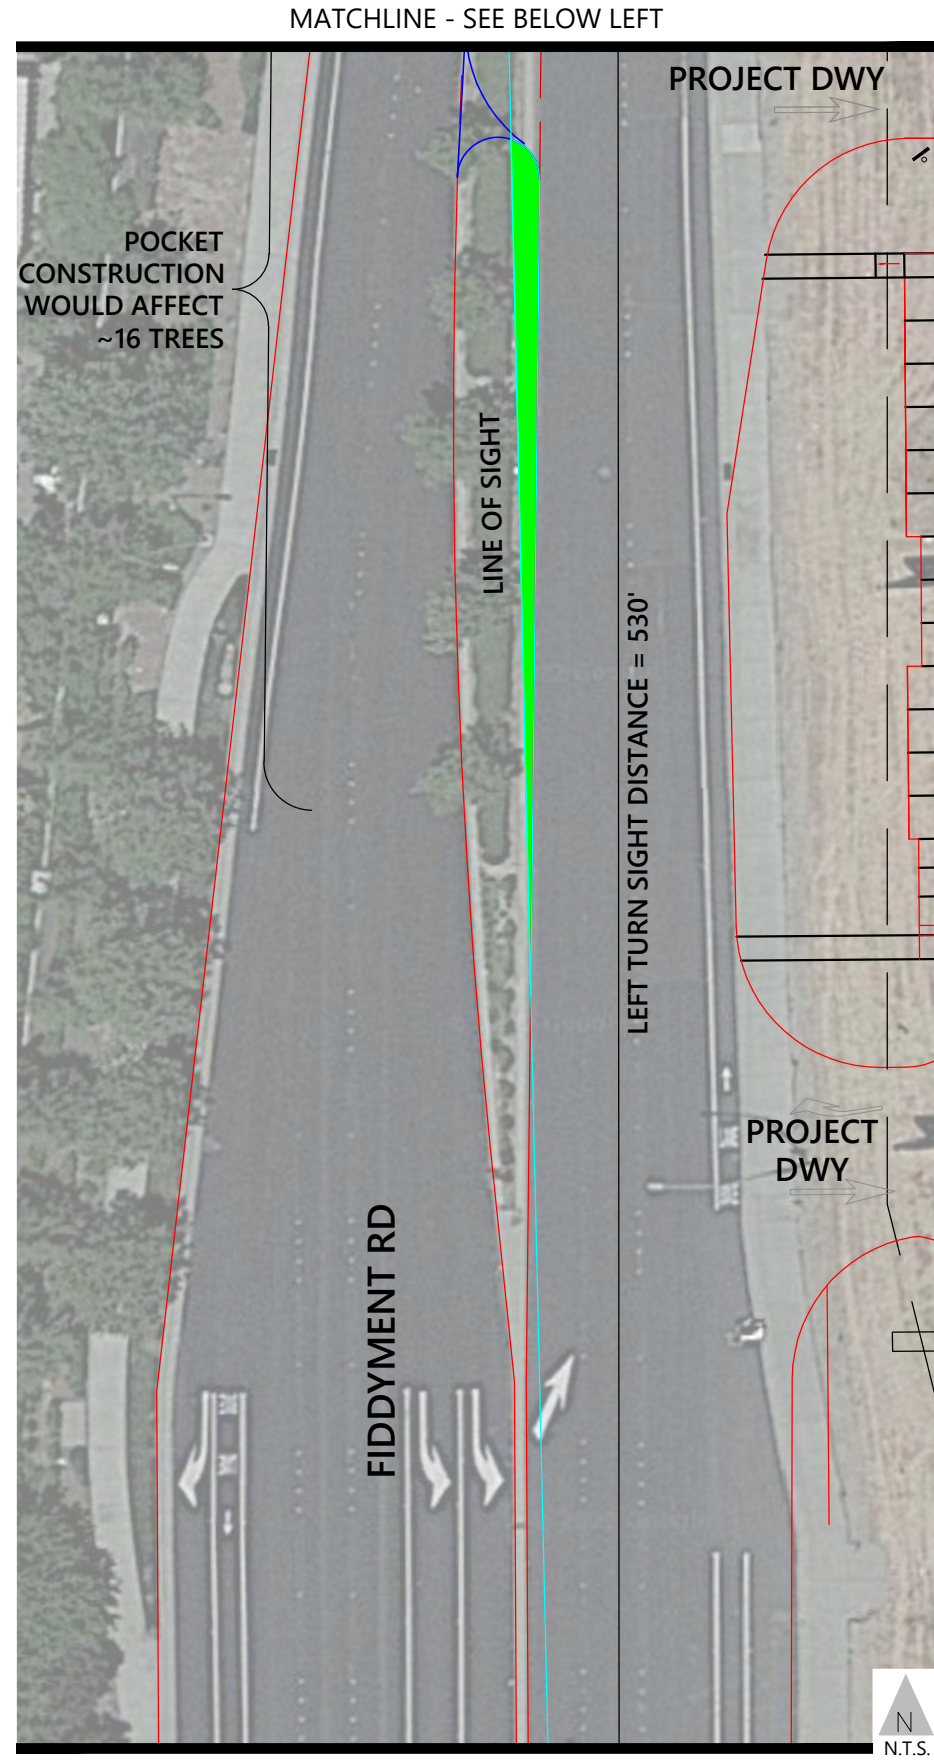 MATCHLINE - SEE BELOW LEFT
PROJECT DWY
POCKET
CONSTRUCTION
WOULD AFFECT
~16 TREES
LINE OF SIGHT
LEFT TURN SIGHT DISTANCE = 530'
PROJECT
DWY
FIDDYMENT RD
N
N.T.S.